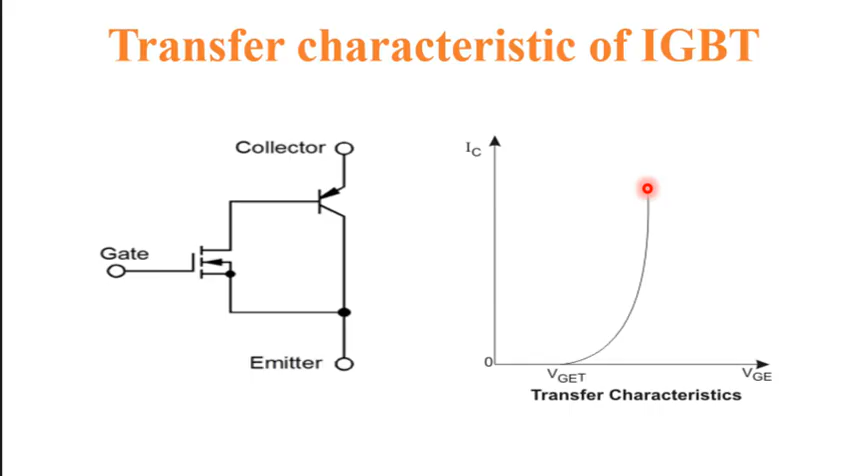 Transfer characteristic of IGBT
Collector
Gate
Emitter
IC
0
VGET
VGE
Transfer Characteristics